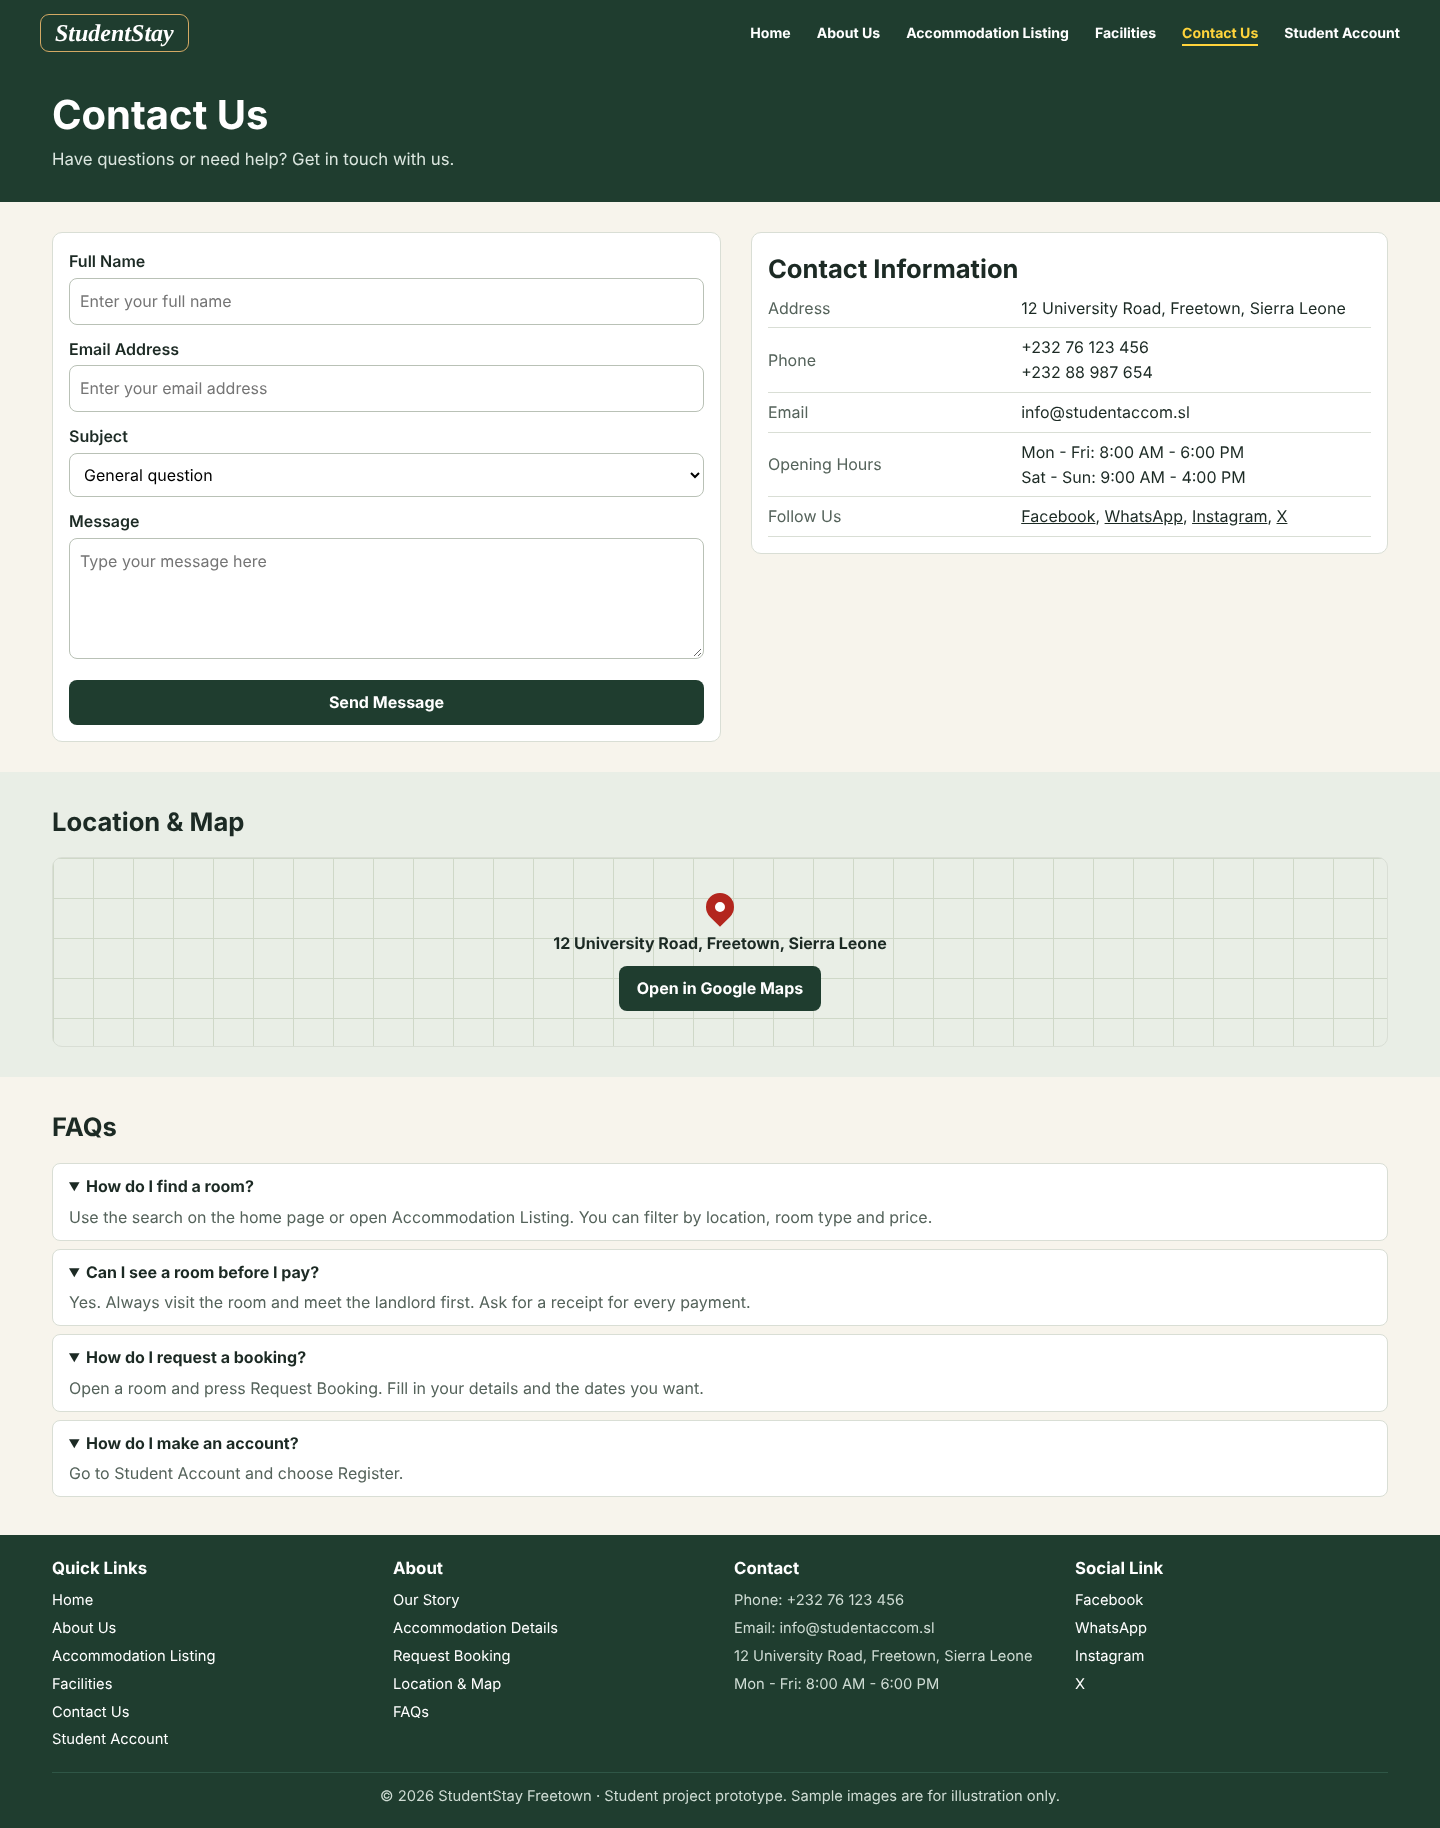 StudentStay
Home
About Us
Accommodation Listing
Facilities
Contact Us
Student Account
Contact Us
Have questions or need help? Get in touch with us.
Full Name
Enter your full name
Email Address
Enter your email address
Subject
General question
Message
Type your message here
Send Message
Contact Information
Address
12 University Road, Freetown, Sierra Leone
Phone
+232 76 123 456
+232 88 987 654
Email
info@studentaccom.sl
Opening Hours
Mon - Fri: 8:00 AM - 6:00 PM
Sat - Sun: 9:00 AM - 4:00 PM
Follow Us
Facebook, WhatsApp, Instagram, X
Location & Map
12 University Road, Freetown, Sierra Leone
Open in Google Maps
FAQs
How do I find a room?
Use the search on the home page or open Accommodation Listing. You can filter by location, room type and price.
Can I see a room before I pay?
Yes. Always visit the room and meet the landlord first. Ask for a receipt for every payment.
How do I request a booking?
Open a room and press Request Booking. Fill in your details and the dates you want.
How do I make an account?
Go to Student Account and choose Register.
Quick Links
Home
About Us
Accommodation Listing
Facilities
Contact Us
Student Account
About
Our Story
Accommodation Details
Request Booking
Location & Map
FAQs
Contact
Phone: +232 76 123 456
Email: info@studentaccom.sl
12 University Road, Freetown, Sierra Leone
Mon - Fri: 8:00 AM - 6:00 PM
Social Link
Facebook
WhatsApp
Instagram
X
© 2026 StudentStay Freetown · Student project prototype. Sample images are for illustration only.